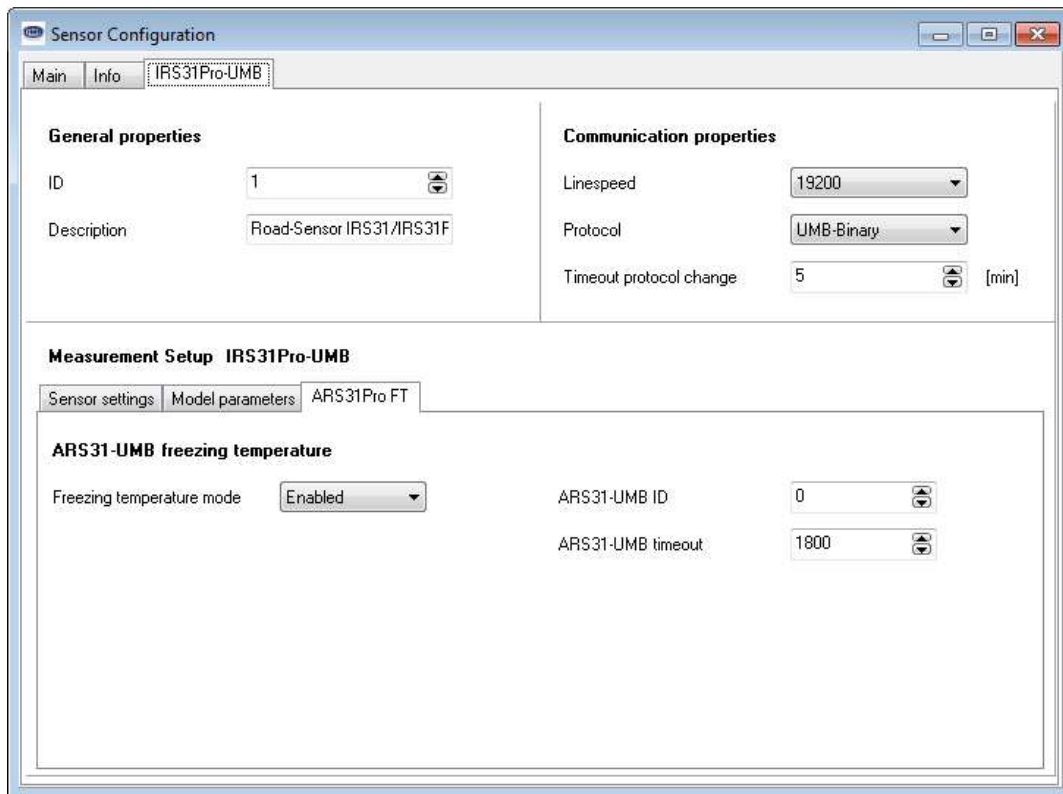 Sensor Configuration
Main Info IRS31Pro-UMB
General properties
ID 1
Description Road-Sensor IRS31/IRS31F
Communication properties
Linespeed 19200
Protocol UMB-Binary
Timeout protocol change 5 [min]
Measurement Setup IRS31Pro-UMB
Sensor settings Model parameters ARS31Pro FT
ARS31-UMB freezing temperature
Freezing temperature mode Enabled
ARS31-UMB ID 0
ARS31-UMB timeout 1800